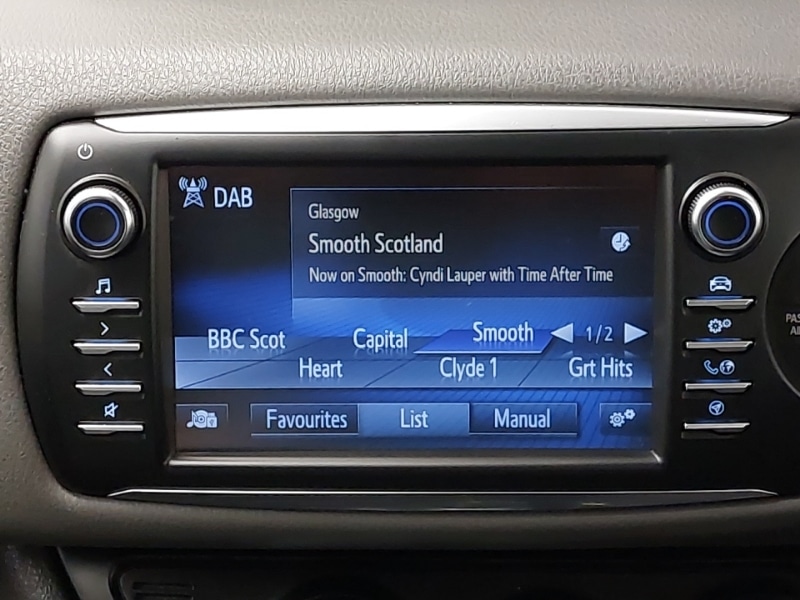 DAB
Glasgow
Smooth Scotland
Now on Smooth: Cyndi Lauper with Time After Time
BBC Scot Capital Smooth 1/2
Heart Clyde 1 Grt Hits
Favourites List Manual